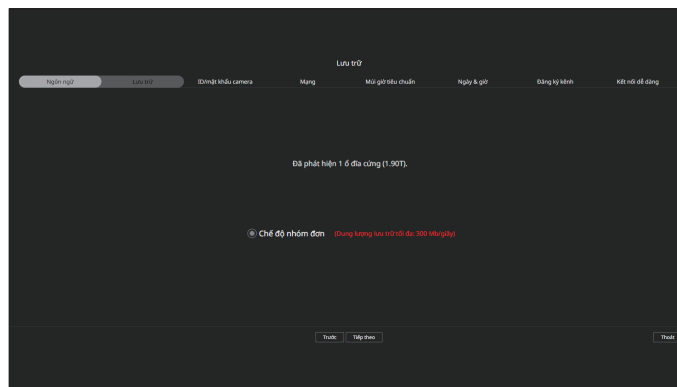 Lưu trữ
Ngôn ngữ Lưu trữ ID/mật khẩu camera Mạng Múi giờ tiêu chuẩn Ngày & giờ Đăng ký kênh Kết nối dễ dàng
Đã phát hiện 1 ổ đĩa cứng (1.90T).
Chế độ nhóm đơn (Dung lượng lưu trữ tối đa: 300 Mb/giây)
Trước Tiếp theo Thoát